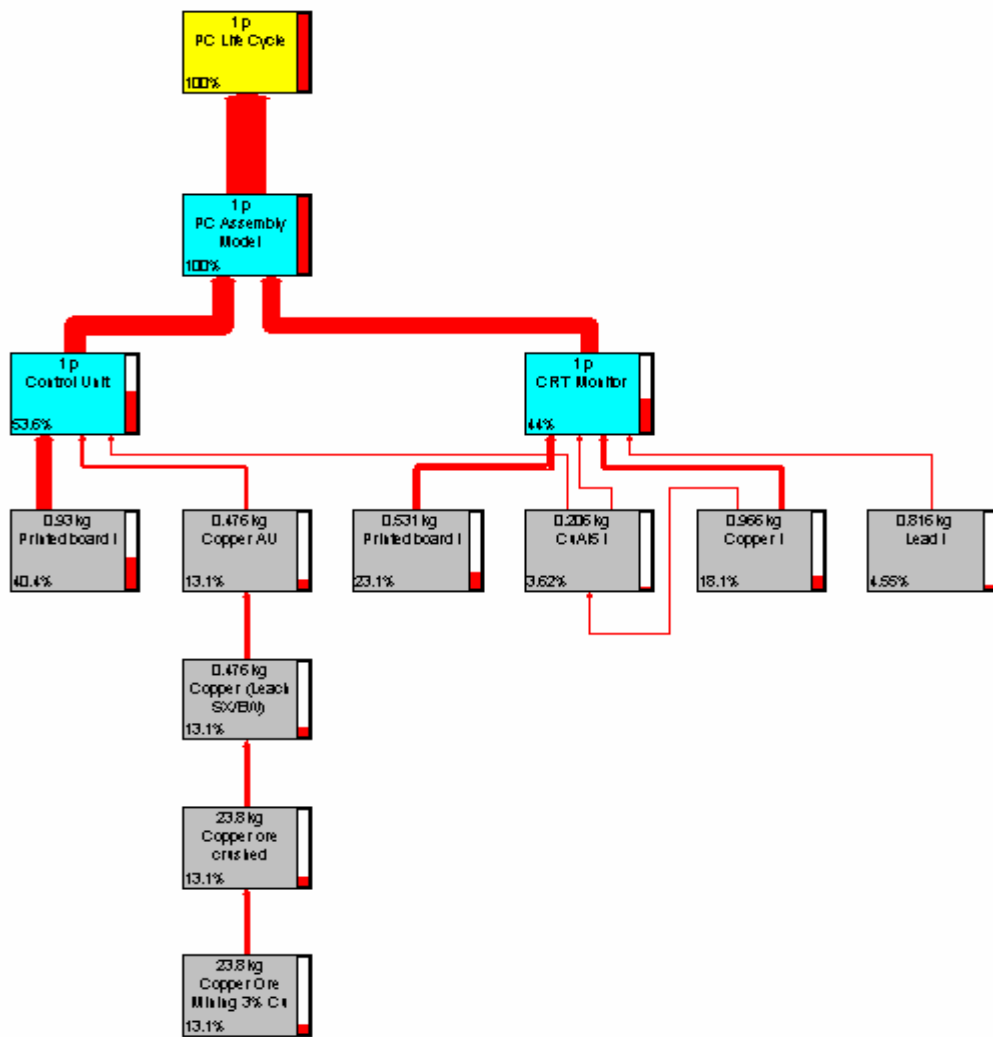 1 p
PC Life Cycle
100%
1 p
PC Assembly
Model
100%
1 p
Control Unit
53.6%
1 p
CRT Monitor
44%
0.93 kg
Printed board I
40.4%
0.476 kg
Copper AU
13.1%
0.531 kg
Printed board I
23.1%
0.206 kg
3.62%
0.966 kg
Copper I
18.1%
0.816 kg
Lead I
4.55%
0.476 kg
Copper (Leach
SX/EW)
13.1%
23.8 kg
Copper ore
crushed
13.1%
23.8 kg
Copper Ore
Mining 3% Cu
13.1%